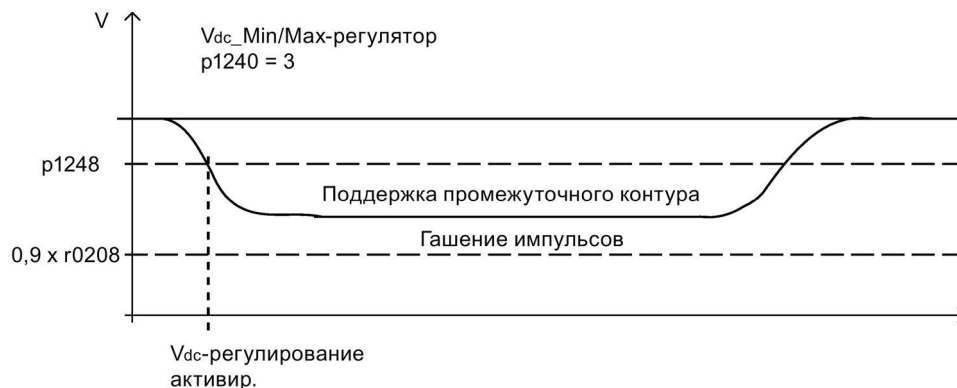 V
Vdc_Min/Max-регулятор
p1240 = 3
p1248
Поддержка промежуточного контура
Гашение импульсов
0,9 x r0208
Vdc-регулирование
активир.